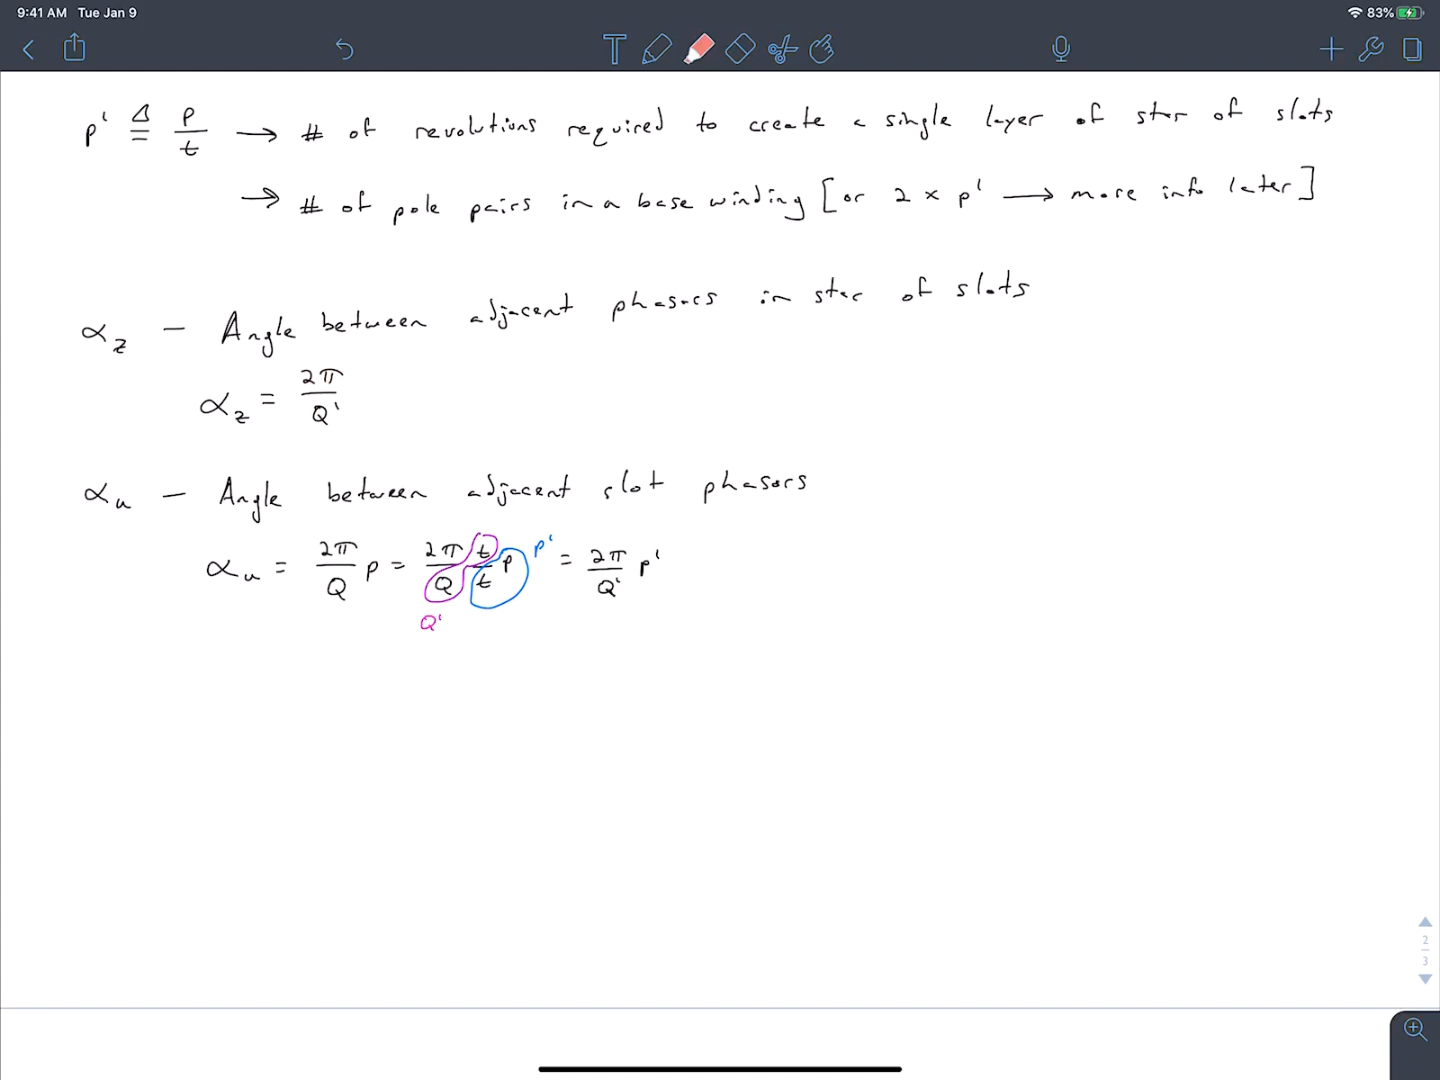 9:41 AM Tue Jan 9
83%
p' ≜ p/t → # of revolutions required to create a single layer of star of slots
→ # of pole pairs in a base winding [or 2 × p' → more info later]
α_z — Angle between adjacent phasors in star of slots
α_z = 2π/Q'
α_u — Angle between adjacent slot phasors
α_u = 2π/Q p = 2π/Q t/t p = 2π/Q' p'
p'
Q'
2
3